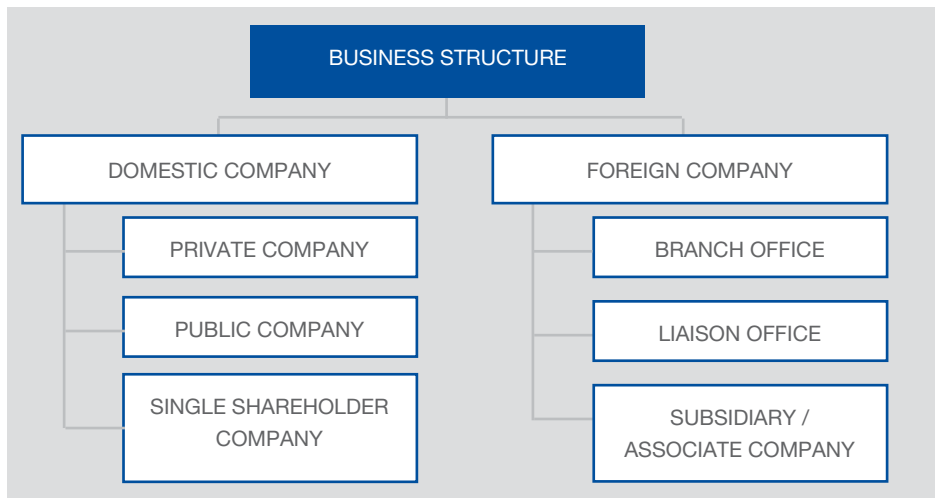 BUSINESS STRUCTURE
DOMESTIC COMPANY
PRIVATE COMPANY
PUBLIC COMPANY
SINGLE SHAREHOLDER
COMPANY
FOREIGN COMPANY
BRANCH OFFICE
LIAISON OFFICE
SUBSIDIARY /
ASSOCIATE COMPANY